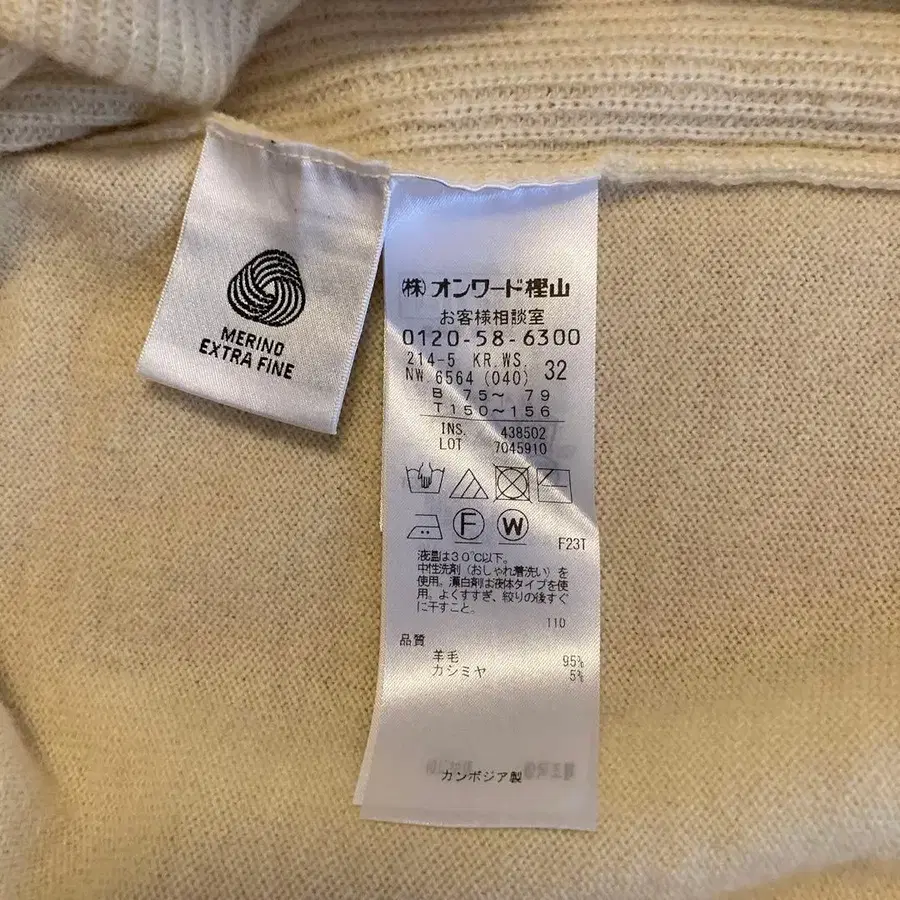 MERINO
EXTRA FINE
㈱ オンワード樫山
お客様相談室
0120-58-6300
214-5 KR.WS.
NW.6564 (040) 32
B 75～ 79
T150～156
INS. 438502
LOT 7045910
F
W
F23T
液温は30℃以下。
中性洗剤（おしゃれ着洗い）を
使用。漂白剤は液体タイプを使
用。よくすすぎ、絞りの後すぐ
に干すこと。
110
品質
羊毛 95%
カシミヤ 5%
カンボジア製